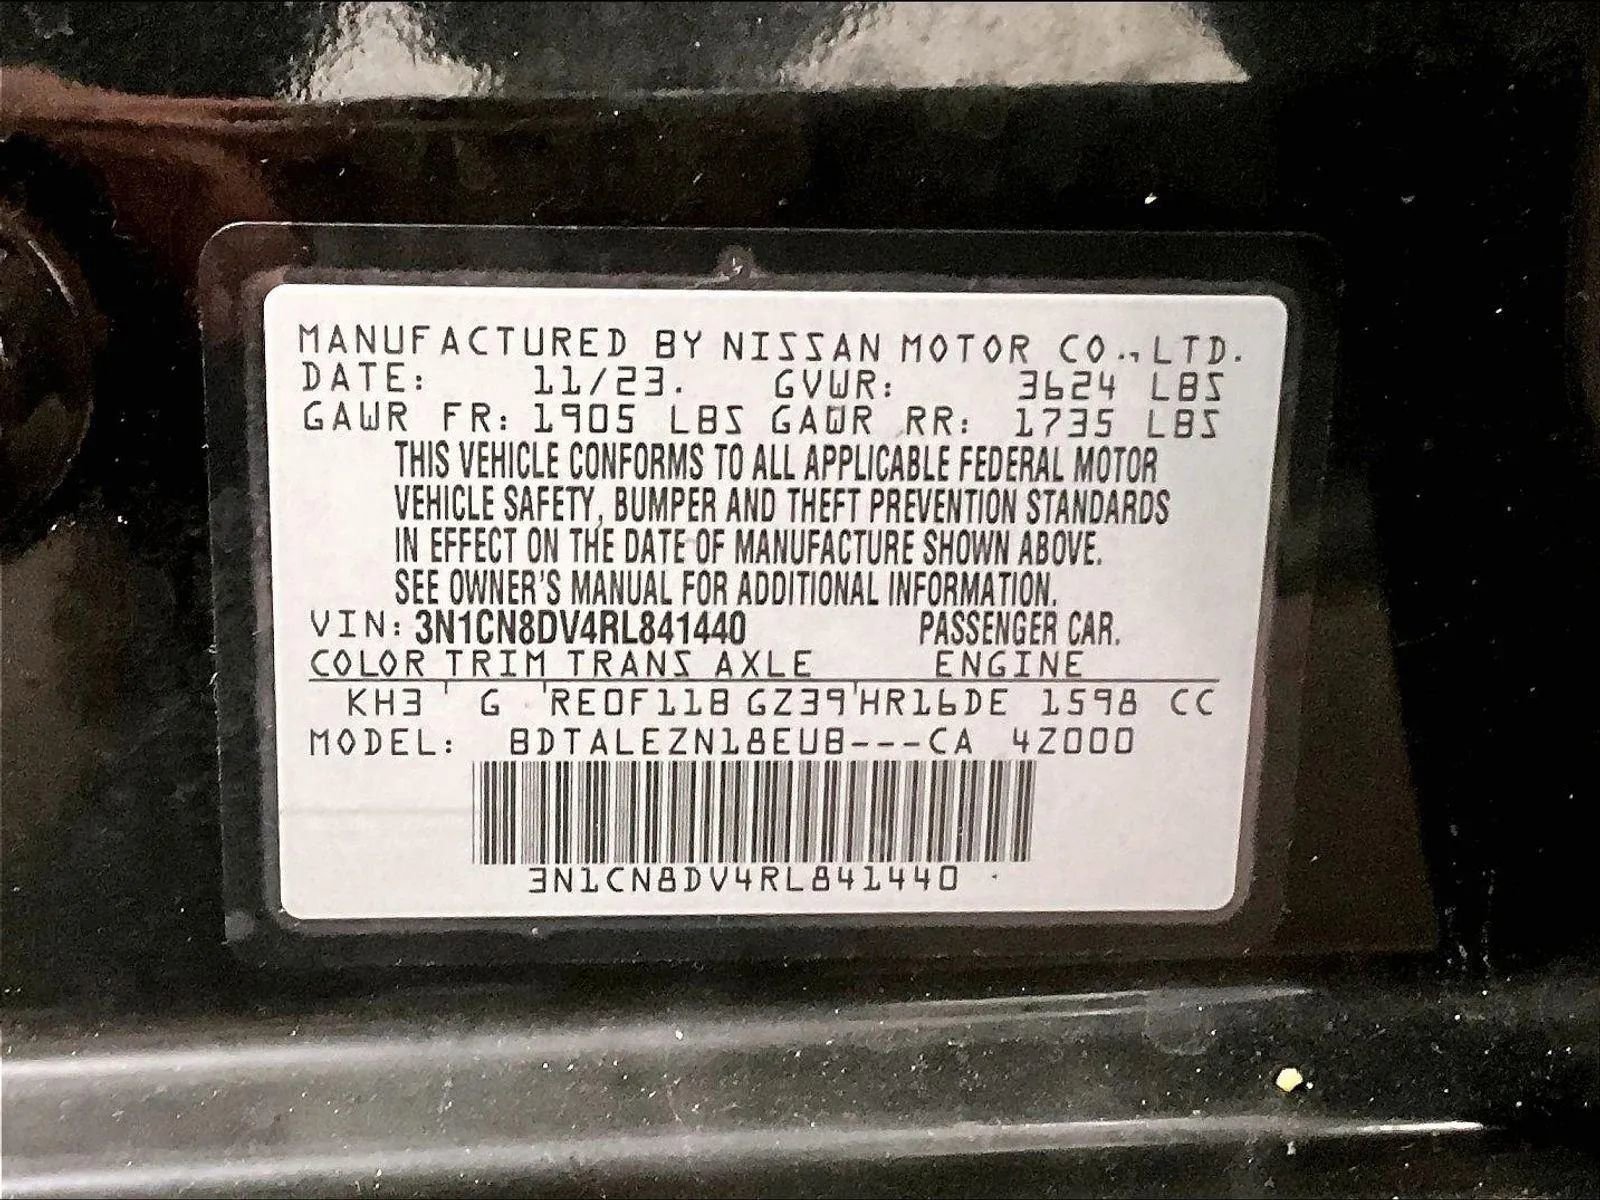 MANUFACTURED BY NISSAN MOTOR CO.,LTD.
DATE: 11/23. GVWR: 3624 LBS
GAWR FR: 1905 LBS GAWR RR: 1735 LBS
THIS VEHICLE CONFORMS TO ALL APPLICABLE FEDERAL MOTOR
VEHICLE SAFETY, BUMPER AND THEFT PREVENTION STANDARDS
IN EFFECT ON THE DATE OF MANUFACTURE SHOWN ABOVE.
SEE OWNER'S MANUAL FOR ADDITIONAL INFORMATION.
VIN: 3N1CN8DV4RL841440 PASSENGER CAR.
COLOR TRIM TRANS AXLE ENGINE
KH3 G RE0F11B GZ39 HR16DE 1598 CC
MODEL: BDTALEZN18EUB---CA 4Z000
3N1CN8DV4RL841440